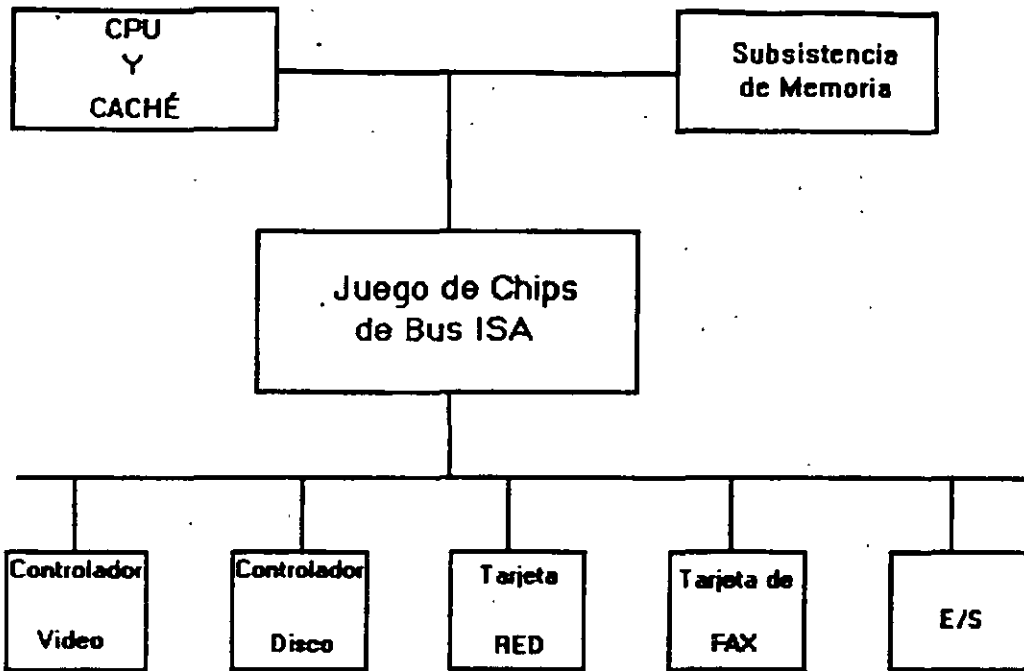 CPU
Y
CACHÉ
Subsistencia
de Memoria
Juego de Chips
de Bus ISA
Controlador
Video
Controlador
Disco
Tarjeta
RED
Tarjeta de
FAX
E/S